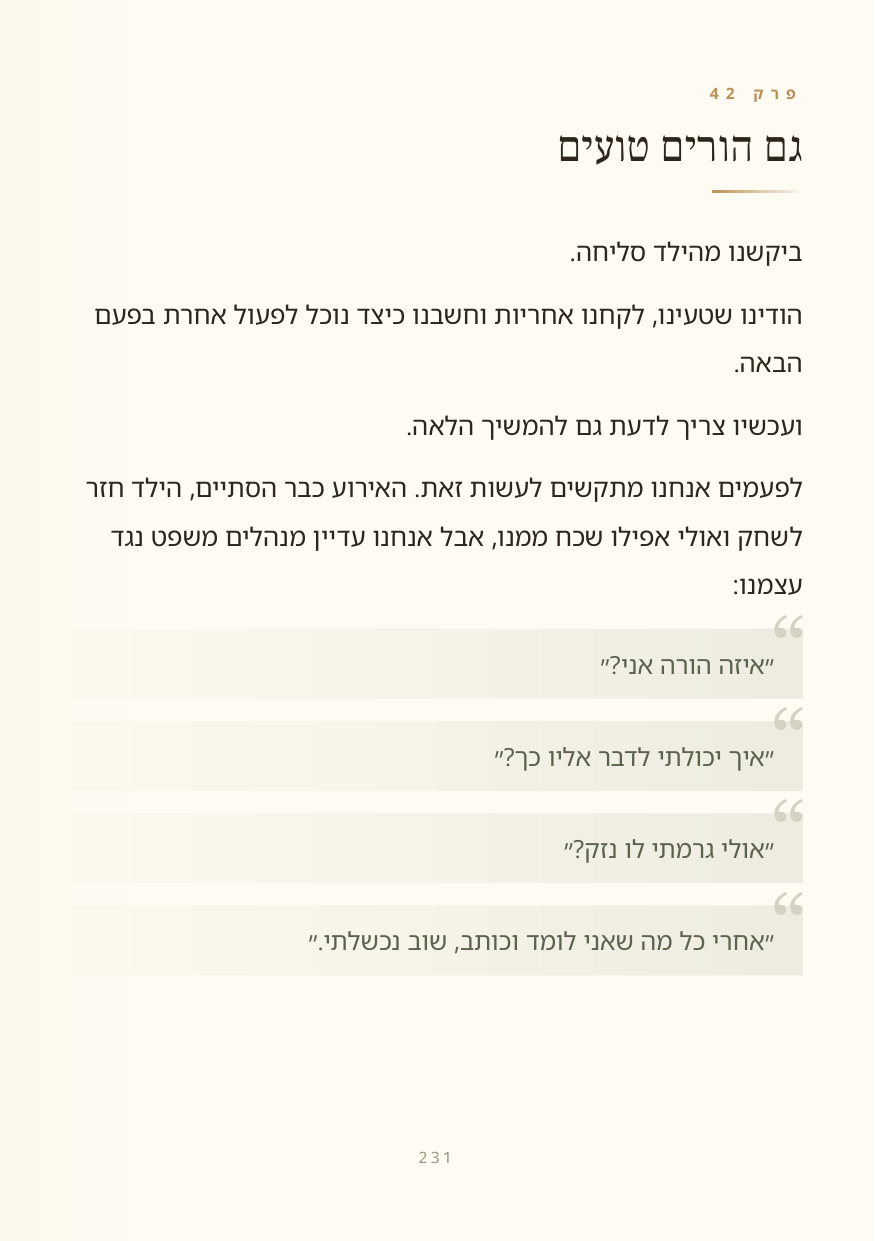 פרק 42
גם הורים טועים
ביקשנו מהילד סליחה.
הודינו שטעינו, לקחנו אחריות וחשבנו כיצד נוכל לפעול אחרת בפעם
הבאה.
ועכשיו צריך לדעת גם להמשיך הלאה.
לפעמים אנחנו מתקשים לעשות זאת. האירוע כבר הסתיים, הילד חזר
לשחק ואולי אפילו שכח ממנו, אבל אנחנו עדיין מנהלים משפט נגד
עצמנו:
״איזה הורה אני?״
״איך יכולתי לדבר אליו כך?״
״אולי גרמתי לו נזק?״
״אחרי כל מה שאני לומד וכותב, שוב נכשלתי.״
231